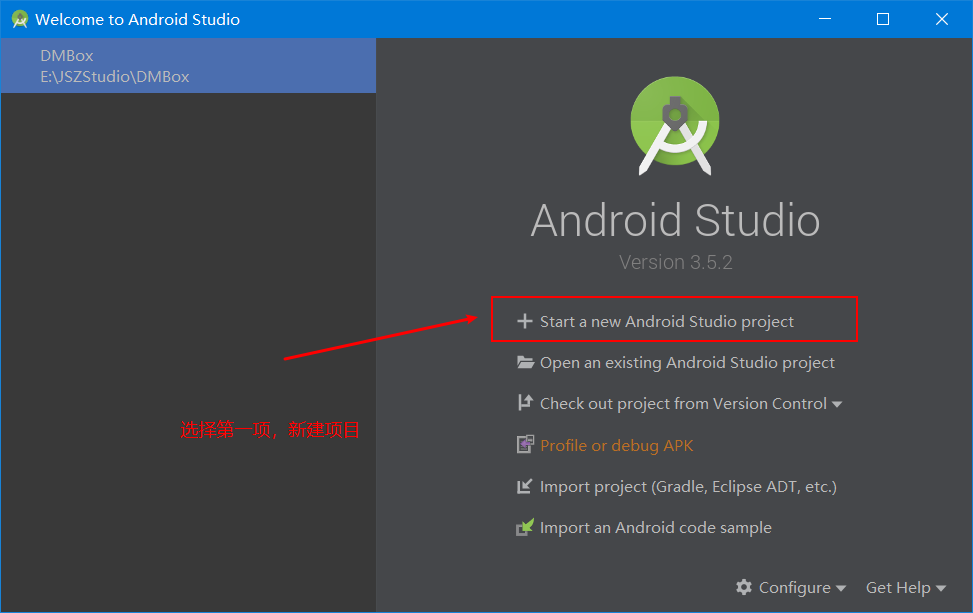 Welcome to Android Studio
DMBox
E:\JSZStudio\DMBox
Android Studio
Version 3.5.2
Start a new Android Studio project
Open an existing Android Studio project
Check out project from Version Control
选择第一项，新建项目
Profile or debug APK
Import project (Gradle, Eclipse ADT, etc.)
Import an Android code sample
Configure
Get Help